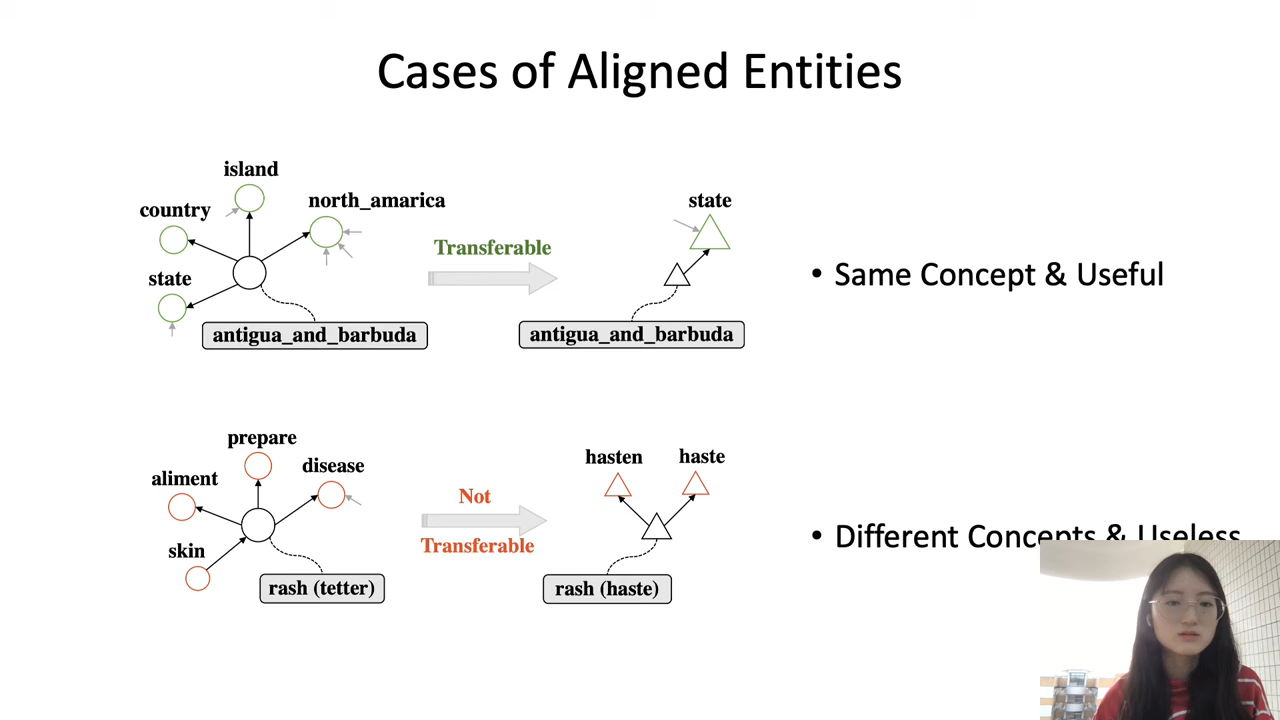 Cases of Aligned Entities
island
country
north_amarica
state
antigua_and_barbuda
Transferable
state
antigua_and_barbuda
• Same Concept & Useful
prepare
aliment
disease
skin
rash (tetter)
Not
Transferable
hasten
haste
rash (haste)
• Different Concepts & Useless